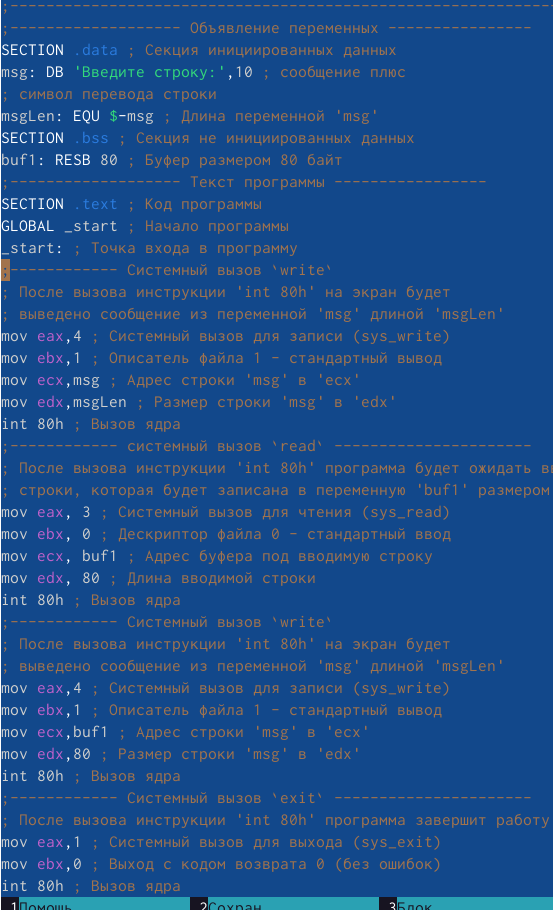 ;---------------------------------------------------------
;------------------- Объявление переменных ----------------
SECTION .data ; Секция инициированных данных
msg: DB 'Введите строку:',10 ; сообщение плюс
; символ перевода строки
msgLen: EQU $-msg ; Длина переменной 'msg'
SECTION .bss ; Секция не инициированных данных
buf1: RESB 80 ; Буфер размером 80 байт
;------------------- Текст программы -----------------
SECTION .text ; Код программы
GLOBAL _start ; Начало программы
_start: ; Точка входа в программу
;------------ Системный вызов `write`
; После вызова инструкции 'int 80h' на экран будет
; выведено сообщение из переменной 'msg' длиной 'msgLen'
mov eax,4 ; Системный вызов для записи (sys_write)
mov ebx,1 ; Описатель файла 1 - стандартный вывод
mov ecx,msg ; Адрес строки 'msg' в 'ecx'
mov edx,msgLen ; Размер строки 'msg' в 'edx'
int 80h ; Вызов ядра
;------------ системный вызов `read` ----------------------
; После вызова инструкции 'int 80h' программа будет ожидать
; строки, которая будет записана в переменную 'buf1' размером
mov eax, 3 ; Системный вызов для чтения (sys_read)
mov ebx, 0 ; Дескриптор файла 0 - стандартный ввод
mov ecx, buf1 ; Адрес буфера под вводимую строку
mov edx, 80 ; Длина вводимой строки
int 80h ; Вызов ядра
;------------ Системный вызов `write`
; После вызова инструкции 'int 80h' на экран будет
; выведено сообщение из переменной 'msg' длиной 'msgLen'
mov eax,4 ; Системный вызов для записи (sys_write)
mov ebx,1 ; Описатель файла 1 - стандартный вывод
mov ecx,buf1 ; Адрес строки 'msg' в 'ecx'
mov edx,80 ; Размер строки 'msg' в 'edx'
int 80h ; Вызов ядра
;------------ Системный вызов `exit` ----------------------
; После вызова инструкции 'int 80h' программа завершит работу
mov eax,1 ; Системный вызов для выхода (sys_exit)
mov ebx,0 ; Выход с кодом возврата 0 (без ошибок)
int 80h ; Вызов ядра
1Помощь 2Сохран 3Блок